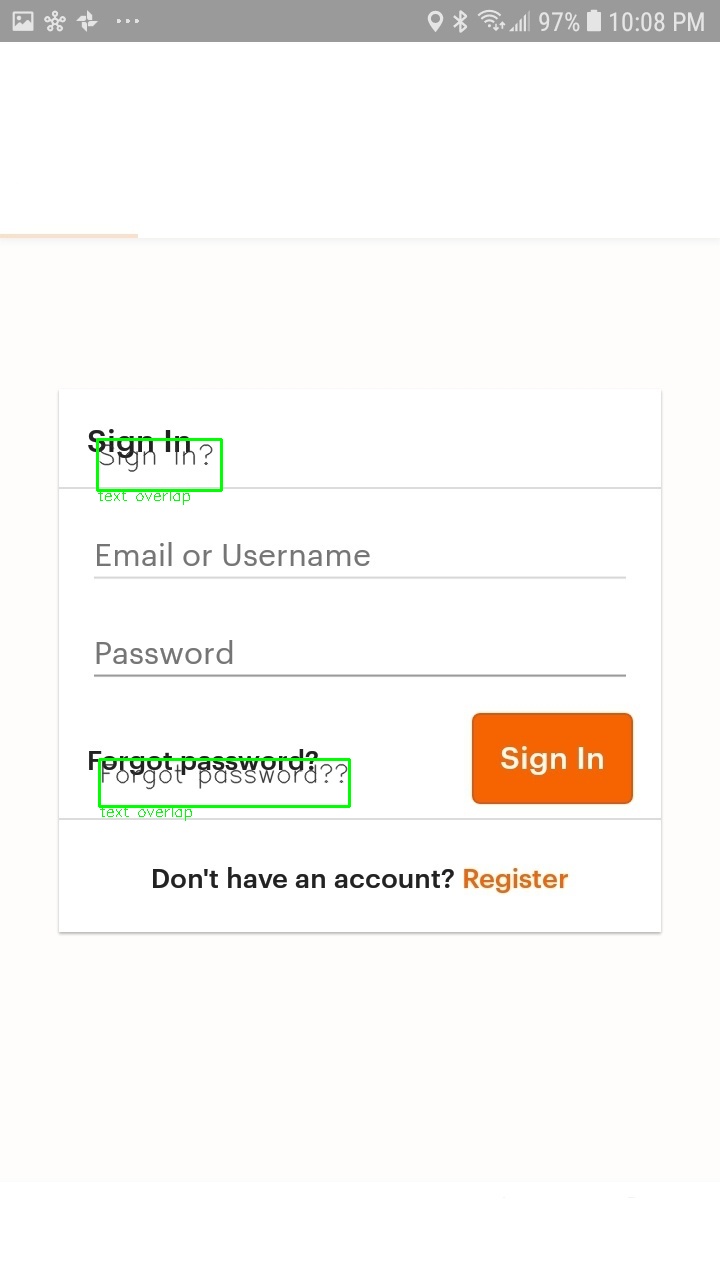 97% 10:08 PM
Sign In
Sign In?
text overlap
Email or Username
Password
Forgot password?
Sign In
Forgot password??
text overlap
Don't have an account? Register